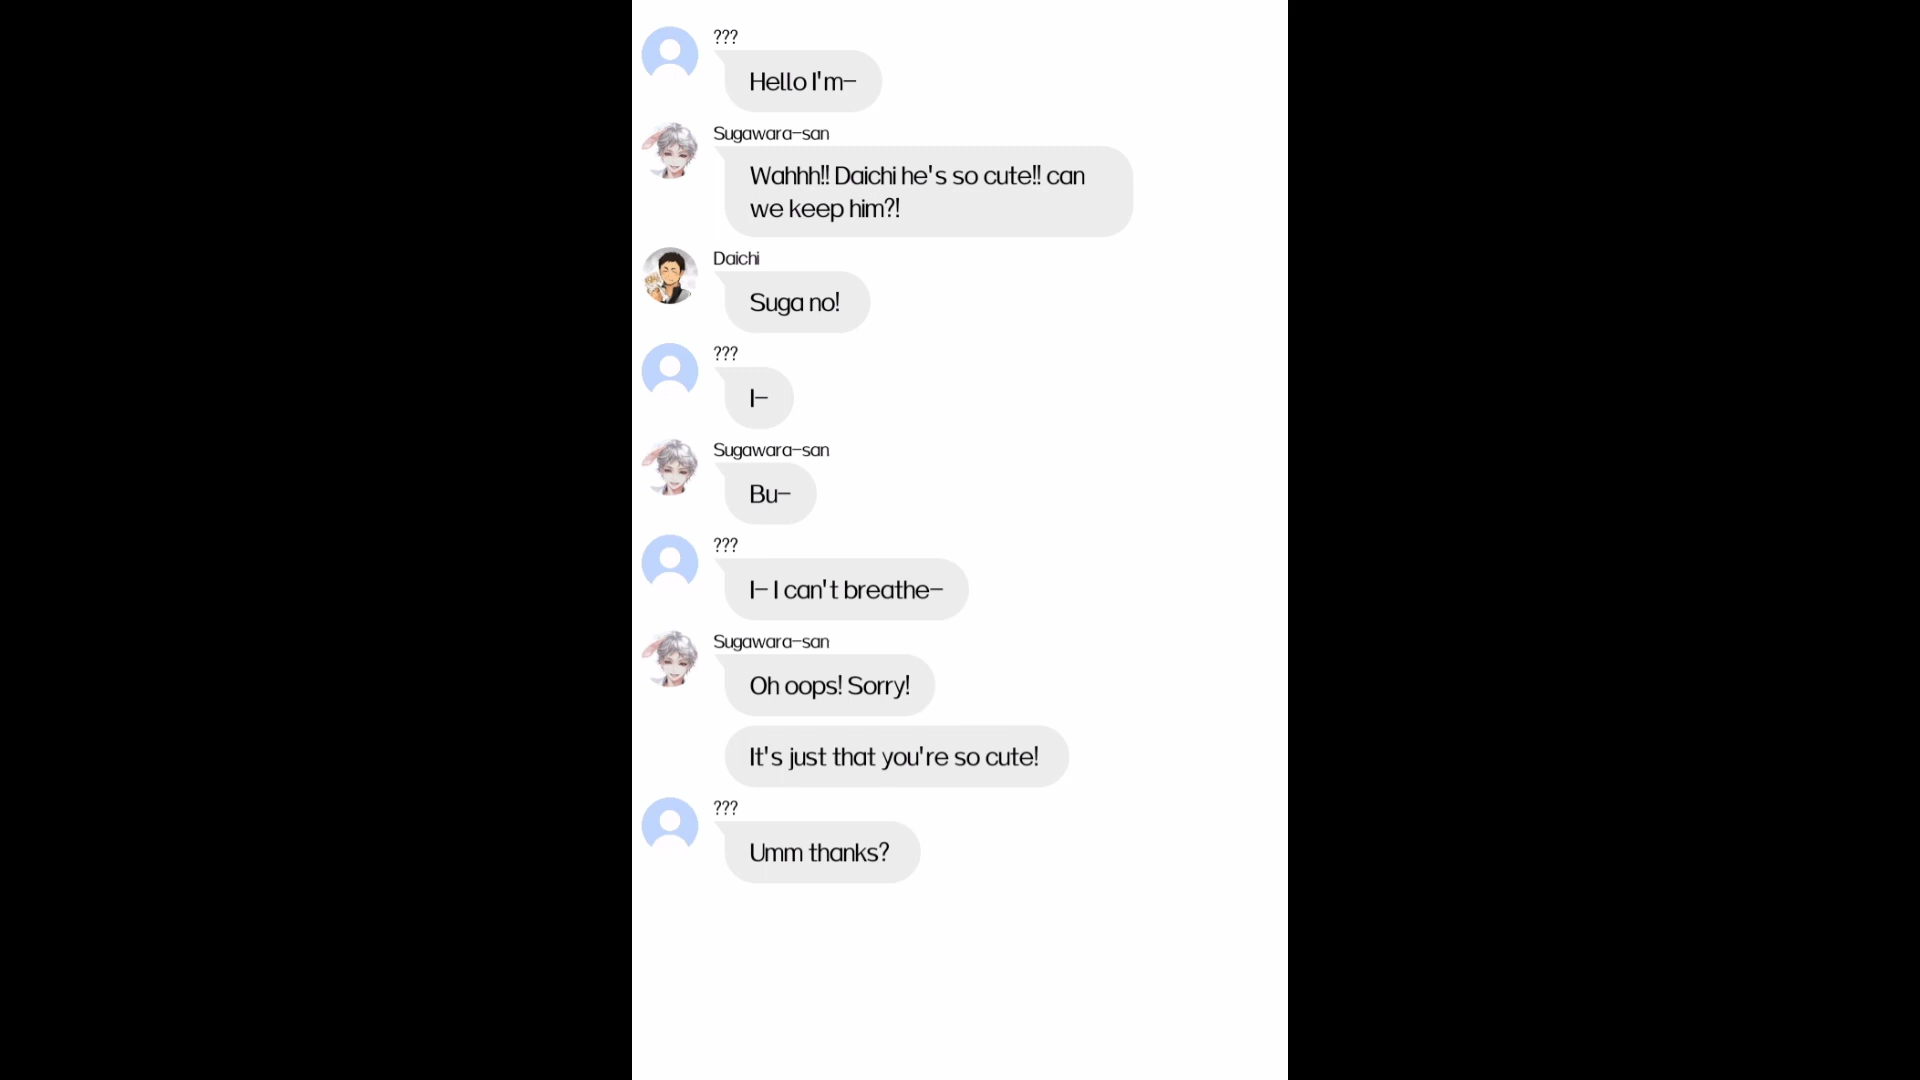 ???
Hello I'm-
Sugawara-san
Wahhh!! Daichi he's so cute!! can
we keep him?!
Daichi
Suga no!
???
I-
Sugawara-san
Bu-
???
I- I can't breathe-
Sugawara-san
Oh oops! Sorry!
It's just that you're so cute!
???
Umm thanks?